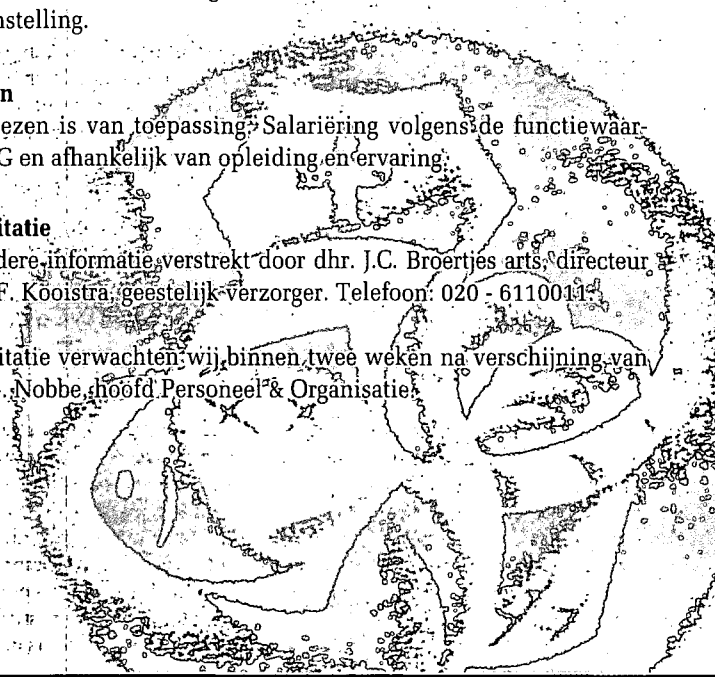 nstelling.
n
ezen is van toepassing. Salariëring volgens de functiewaar-
G en afhankelijk van opleiding en ervaring.
itatie
dere informatie verstrekt door dhr. J.C. Broertjes arts, directeur
F. Kooistra, geestelijk verzorger. Telefoon: 020 - 6110011.
itatie verwachten wij binnen twee weken na verschijning van
. Nobbe, hoofd Personeel & Organisatie.